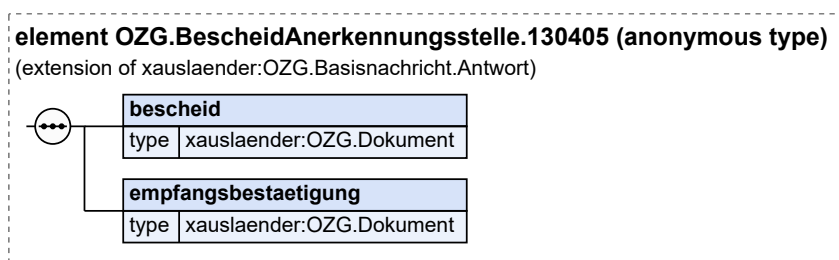 element OZG.BescheidAnerkennungsstelle.130405 (anonymous type)
(extension of xauslaender:OZG.Basisnachricht.Antwort)
bescheid
type xauslaender:OZG.Dokument
empfangsbestaetigung
type xauslaender:OZG.Dokument